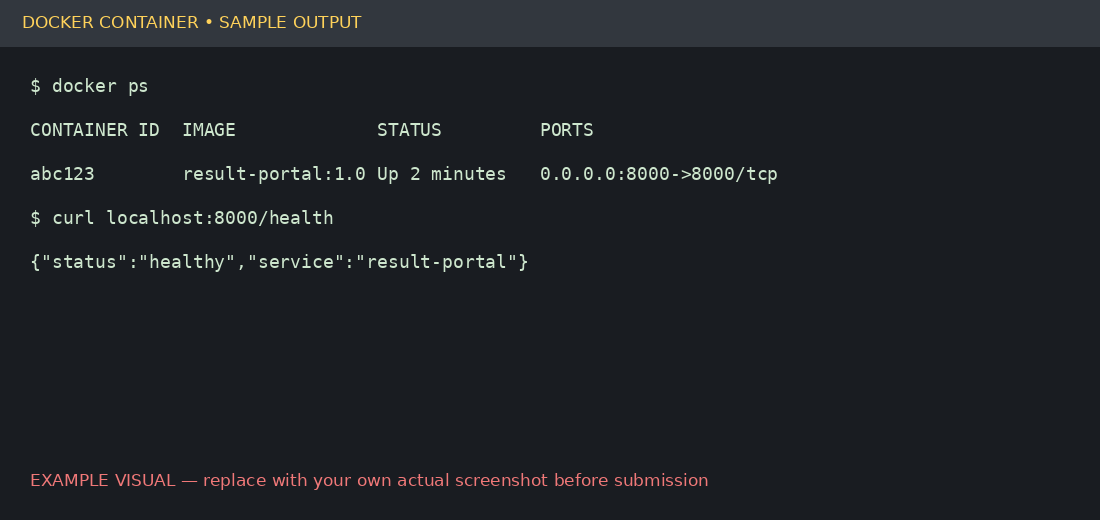 DOCKER CONTAINER • SAMPLE OUTPUT
$ docker ps
CONTAINER ID  IMAGE             STATUS         PORTS
abc123        result-portal:1.0 Up 2 minutes   0.0.0.0:8000->8000/tcp
$ curl localhost:8000/health
{"status":"healthy","service":"result-portal"}
EXAMPLE VISUAL — replace with your own actual screenshot before submission